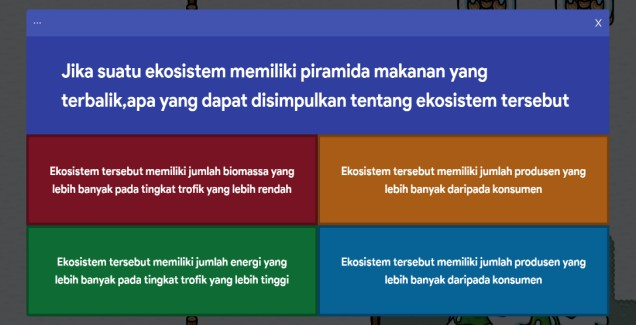 ...
X
Jika suatu ekosistem memiliki piramida makanan yang
terbalik,apa yang dapat disimpulkan tentang ekosistem tersebut
Ekosistem tersebut memiliki jumlah biomassa yang
lebih banyak pada tingkat trofik yang lebih rendah
Ekosistem tersebut memiliki jumlah produsen yang
lebih banyak daripada konsumen
Ekosistem tersebut memiliki jumlah energi yang
lebih banyak pada tingkat trofik yang lebih tinggi
Ekosistem tersebut memiliki jumlah produsen yang
lebih banyak daripada konsumen